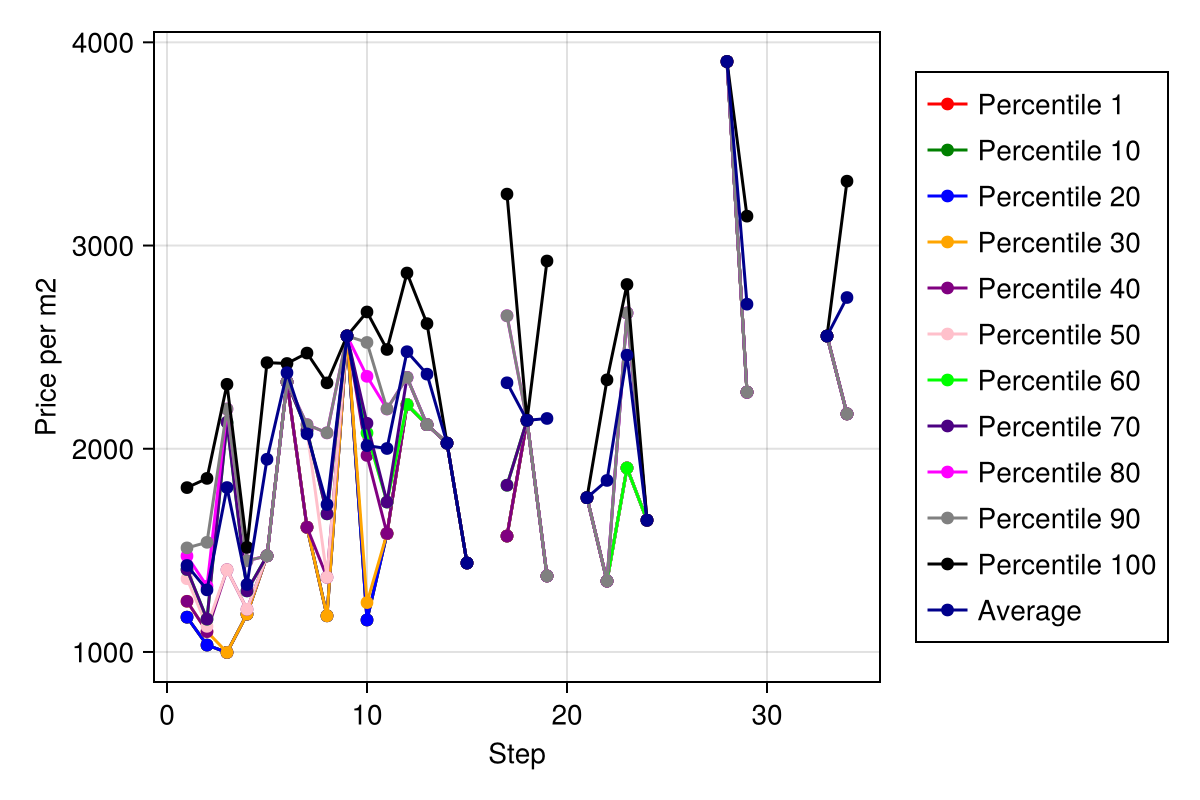 4000
3000
2000
1000
Price per m2
0 10 20 30
Step
Percentile 1
Percentile 10
Percentile 20
Percentile 30
Percentile 40
Percentile 50
Percentile 60
Percentile 70
Percentile 80
Percentile 90
Percentile 100
Average